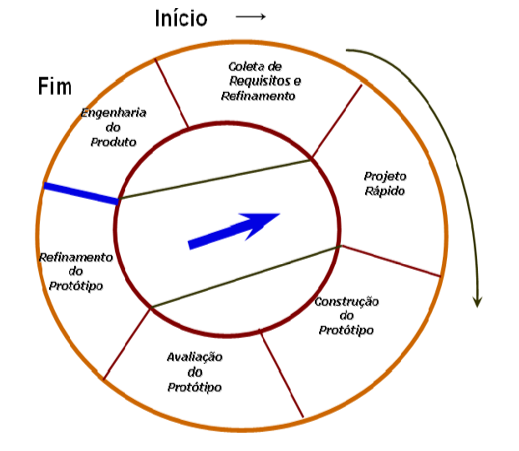 Início
Fim
Coleta de
Requisitos e
Refinamento
Projeto
Rápido
Construção
do
Protótipo
Avaliação
do
Protótipo
Refinamento
do
Protótipo
Engenharia
do
Produto